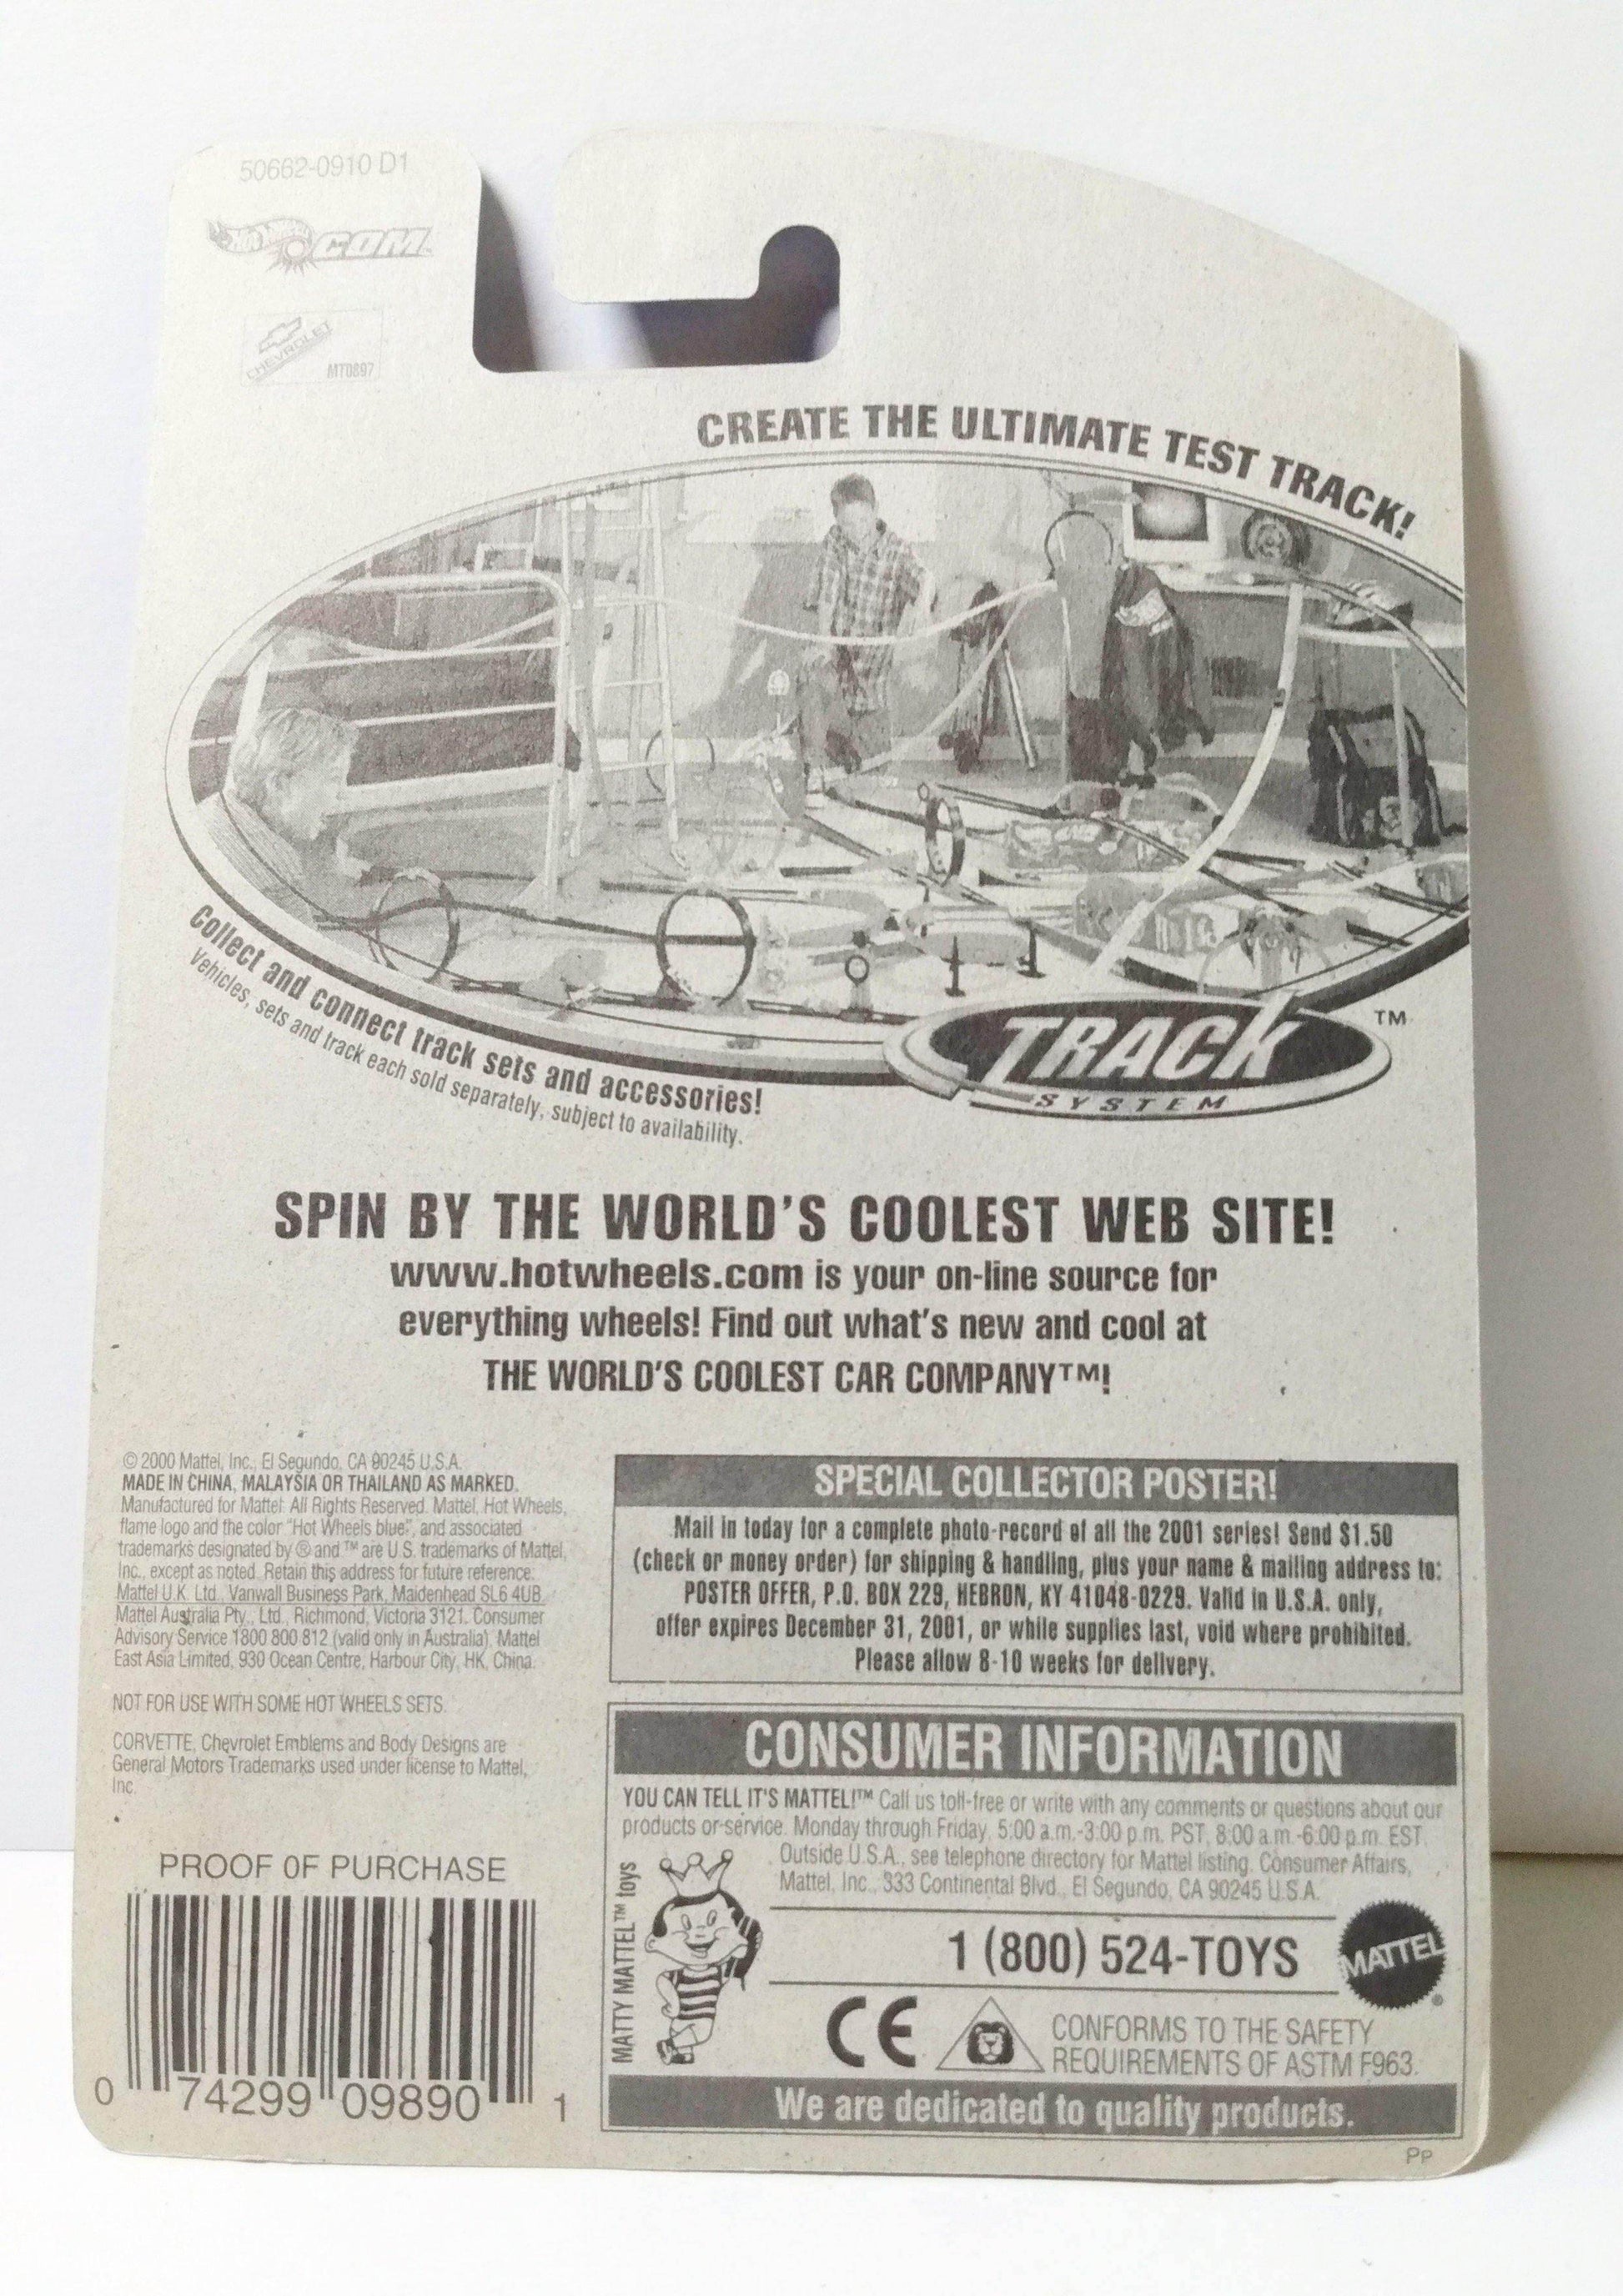 50662-0910 D1
HOT WHEELS .COM™
CHEVROLET
MT0897
CREATE THE ULTIMATE TEST TRACK!
Collect and connect track sets and accessories!
Vehicles, sets and track each sold separately, subject to availability.
TRACK ™
SYSTEM
SPIN BY THE WORLD'S COOLEST WEB SITE!
www.hotwheels.com is your on-line source for
everything wheels! Find out what's new and cool at
THE WORLD'S COOLEST CAR COMPANY™!
© 2000 Mattel, Inc., El Segundo, CA 90245 U.S.A.
MADE IN CHINA, MALAYSIA OR THAILAND AS MARKED.
Manufactured for Mattel. All Rights Reserved. Mattel, Hot Wheels,
flame logo and the color "Hot Wheels blue", and associated
trademarks designated by ® and ™ are U.S. trademarks of Mattel,
Inc., except as noted. Retain this address for future reference:
Mattel U.K. Ltd., Vanwall Business Park, Maidenhead SL6 4UB.
Mattel Australia Pty., Ltd., Richmond, Victoria 3121. Consumer
Advisory Service 1800 800 812 (valid only in Australia). Mattel
East Asia Limited, 930 Ocean Centre, Harbour City, HK, China.
NOT FOR USE WITH SOME HOT WHEELS SETS.
CORVETTE, Chevrolet Emblems and Body Designs are
General Motors Trademarks used under license to Mattel,
Inc.
PROOF OF PURCHASE
0 74299 09890 1
SPECIAL COLLECTOR POSTER!
Mail in today for a complete photo-record of all the 2001 series! Send $1.50
(check or money order) for shipping & handling, plus your name & mailing address to:
POSTER OFFER, P.O. BOX 229, HEBRON, KY 41048-0229. Valid in U.S.A. only,
offer expires December 31, 2001, or while supplies last, void where prohibited.
Please allow 8-10 weeks for delivery.
CONSUMER INFORMATION
YOU CAN TELL IT'S MATTEL!™ Call us toll-free or write with any comments or questions about our
products or service. Monday through Friday, 5:00 a.m.-3:00 p.m. PST, 8:00 a.m.-6:00 p.m. EST.
Outside U.S.A., see telephone directory for Mattel listing. Consumer Affairs,
Mattel, Inc., 333 Continental Blvd., El Segundo, CA 90245 U.S.A.
MATTY MATTEL™ toys
1 (800) 524-TOYS
MATTEL ®
CE
CONFORMS TO THE SAFETY
REQUIREMENTS OF ASTM F963.
We are dedicated to quality products.
PP